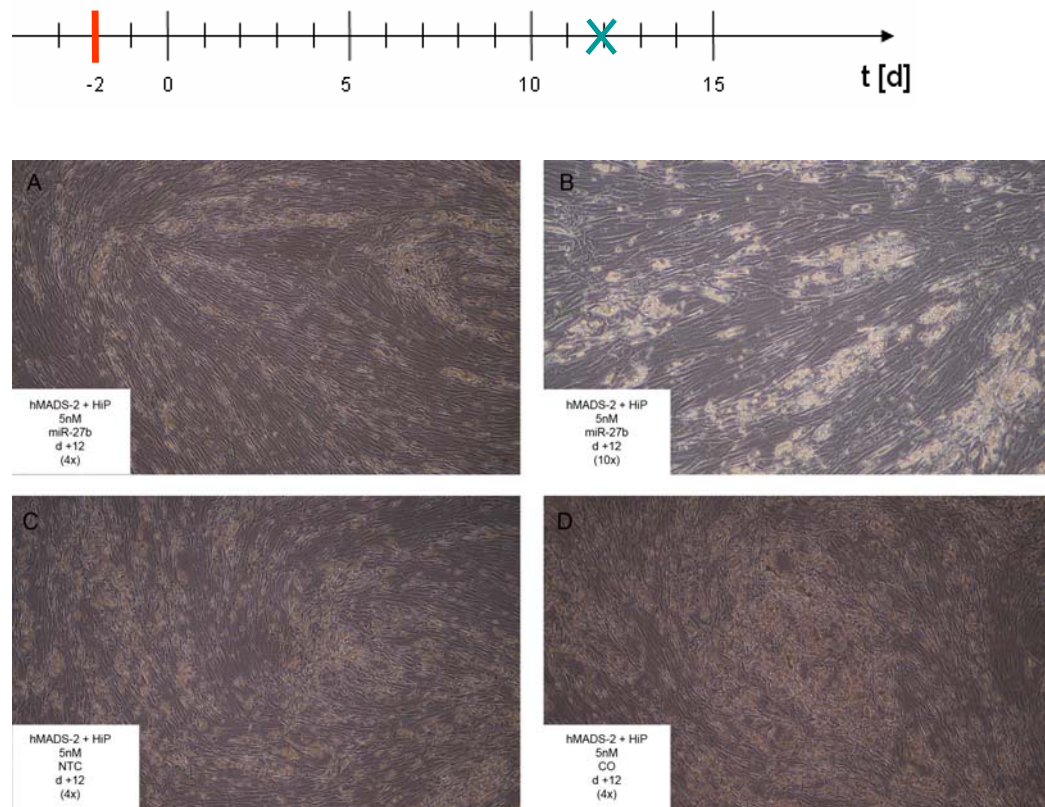 -2 0 5 10 15
t [d]
A
hMADS-2 + HiP
5nM
miR-27b
d +12
(4x)
B
hMADS-2 + HiP
5nM
miR-27b
d +12
(10x)
C
hMADS-2 + HiP
5nM
NTC
d +12
(4x)
D
hMADS-2 + HiP
5nM
CO
d +12
(4x)